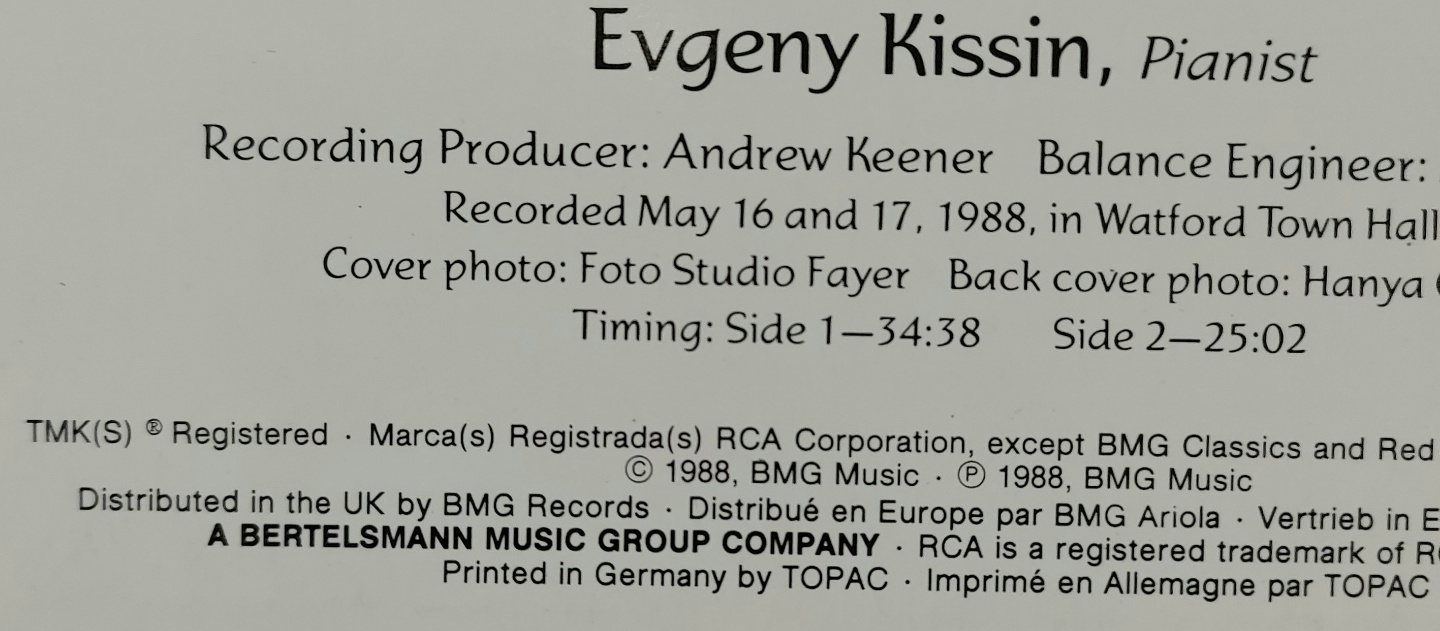 Evgeny Kissin, Pianist
Recording Producer: Andrew Keener Balance Engineer:
Recorded May 16 and 17, 1988, in Watford Town Hall
Cover photo: Foto Studio Fayer Back cover photo: Hanya
Timing: Side 1—34:38 Side 2—25:02
TMK(S) ® Registered · Marca(s) Registrada(s) RCA Corporation, except BMG Classics and Red
© 1988, BMG Music · ℗ 1988, BMG Music
Distributed in the UK by BMG Records · Distribué en Europe par BMG Ariola · Vertrieb in
A BERTELSMANN MUSIC GROUP COMPANY · RCA is a registered trademark of
Printed in Germany by TOPAC · Imprimé en Allemagne par TOPAC